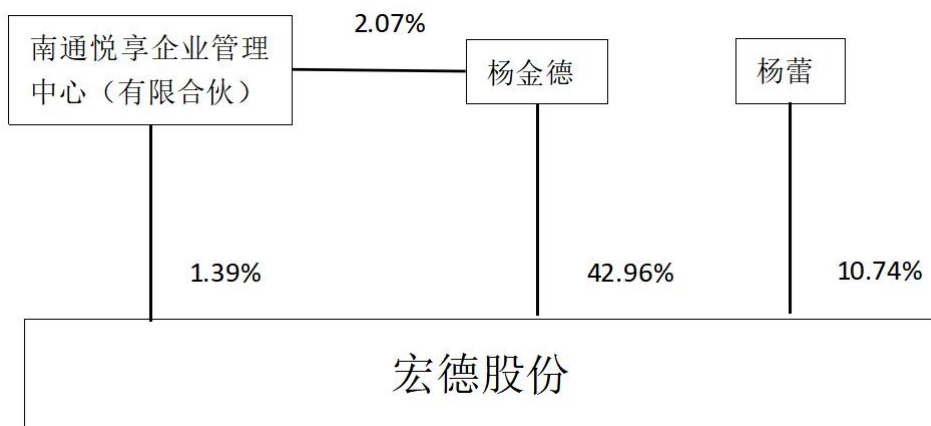 2.07%
南通悦享企业管理
中心（有限合伙）
杨金德
杨蕾
1.39%
42.96%
10.74%
宏德股份